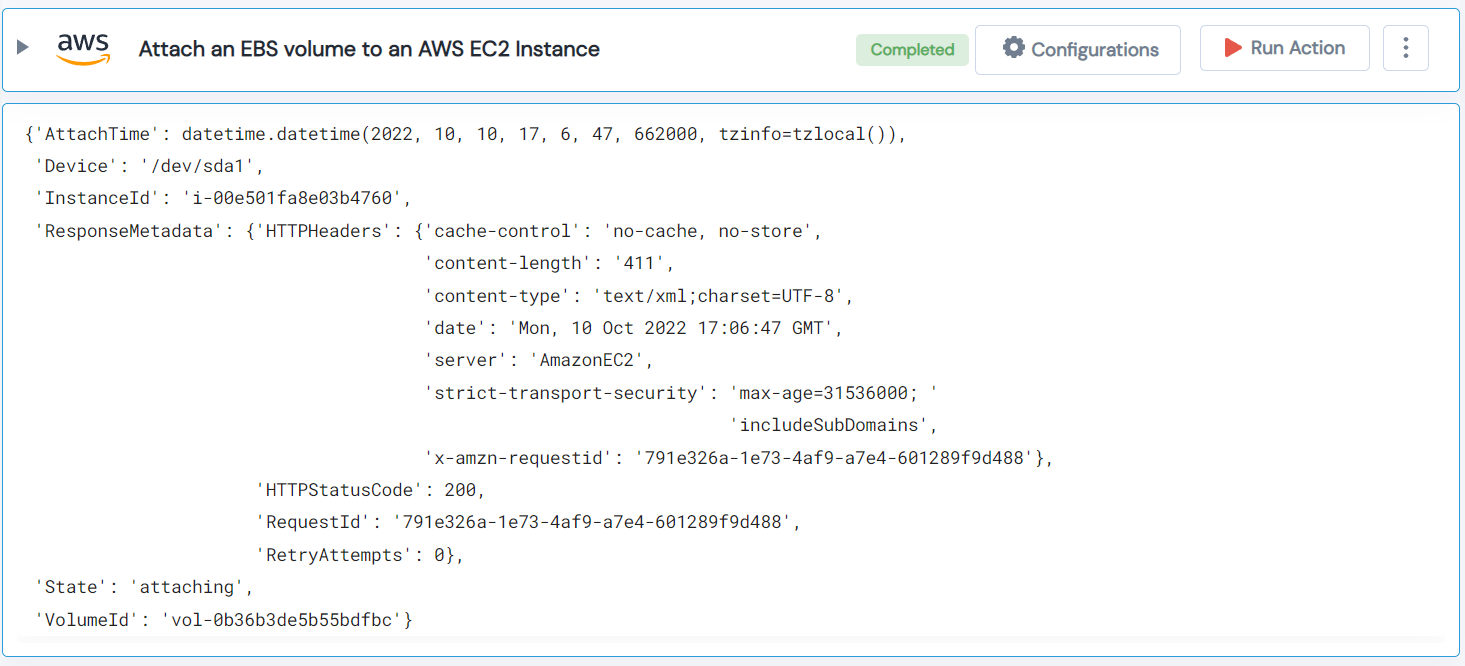 aws Attach an EBS volume to an AWS EC2 Instance Completed Configurations Run Action
{'AttachTime': datetime.datetime(2022, 10, 10, 17, 6, 47, 662000, tzinfo=tzlocal()),
 'Device': '/dev/sda1',
 'InstanceId': 'i-00e501fa8e03b4760',
 'ResponseMetadata': {'HTTPHeaders': {'cache-control': 'no-cache, no-store',
                                      'content-length': '411',
                                      'content-type': 'text/xml;charset=UTF-8',
                                      'date': 'Mon, 10 Oct 2022 17:06:47 GMT',
                                      'server': 'AmazonEC2',
                                      'strict-transport-security': 'max-age=31536000; '
                                                                   'includeSubDomains',
                                      'x-amzn-requestid': '791e326a-1e73-4af9-a7e4-601289f9d488'},
                      'HTTPStatusCode': 200,
                      'RequestId': '791e326a-1e73-4af9-a7e4-601289f9d488',
                      'RetryAttempts': 0},
 'State': 'attaching',
 'VolumeId': 'vol-0b36b3de5b55bdfbc'}